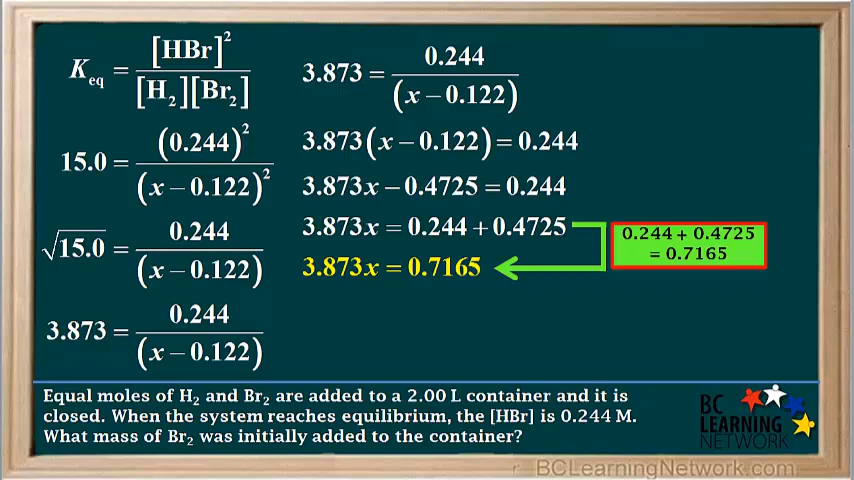 Keq = [HBr]² / [H₂][Br₂]
15.0 = (0.244)² / (x – 0.122)²
√15.0 = 0.244 / (x – 0.122)
3.873 = 0.244 / (x – 0.122)
3.873 = 0.244 / (x – 0.122)
3.873(x – 0.122) = 0.244
3.873x – 0.4725 = 0.244
3.873x = 0.244 + 0.4725
3.873x = 0.7165
0.244 + 0.4725
= 0.7165
Equal moles of H₂ and Br₂ are added to a 2.00 L container and it is
closed. When the system reaches equilibrium, the [HBr] is 0.244 M.
What mass of Br₂ was initially added to the container?
BC
LEARNING
NETWORK
BCLearningNetwork.com